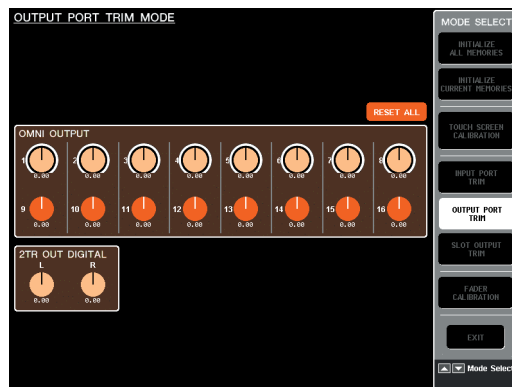 OUTPUT PORT TRIM MODE
MODE SELECT
INITIALIZE
ALL MEMORIES
INITIALIZE
CURRENT MEMORIES
RESET ALL
TOUCH SCREEN
CALIBRATION
OMNI OUTPUT
1 2 3 4 5 6 7 8
0.00 0.00 0.00 0.00 0.00 0.00 0.00 0.00
9 10 11 12 13 14 15 16
0.00 0.00 0.00 0.00 0.00 0.00 0.00 0.00
INPUT PORT
TRIM
OUTPUT PORT
TRIM
2TR OUT DIGITAL
L R
0.00 0.00
SLOT OUTPUT
TRIM
FADER
CALIBRATION
EXIT
Mode Select